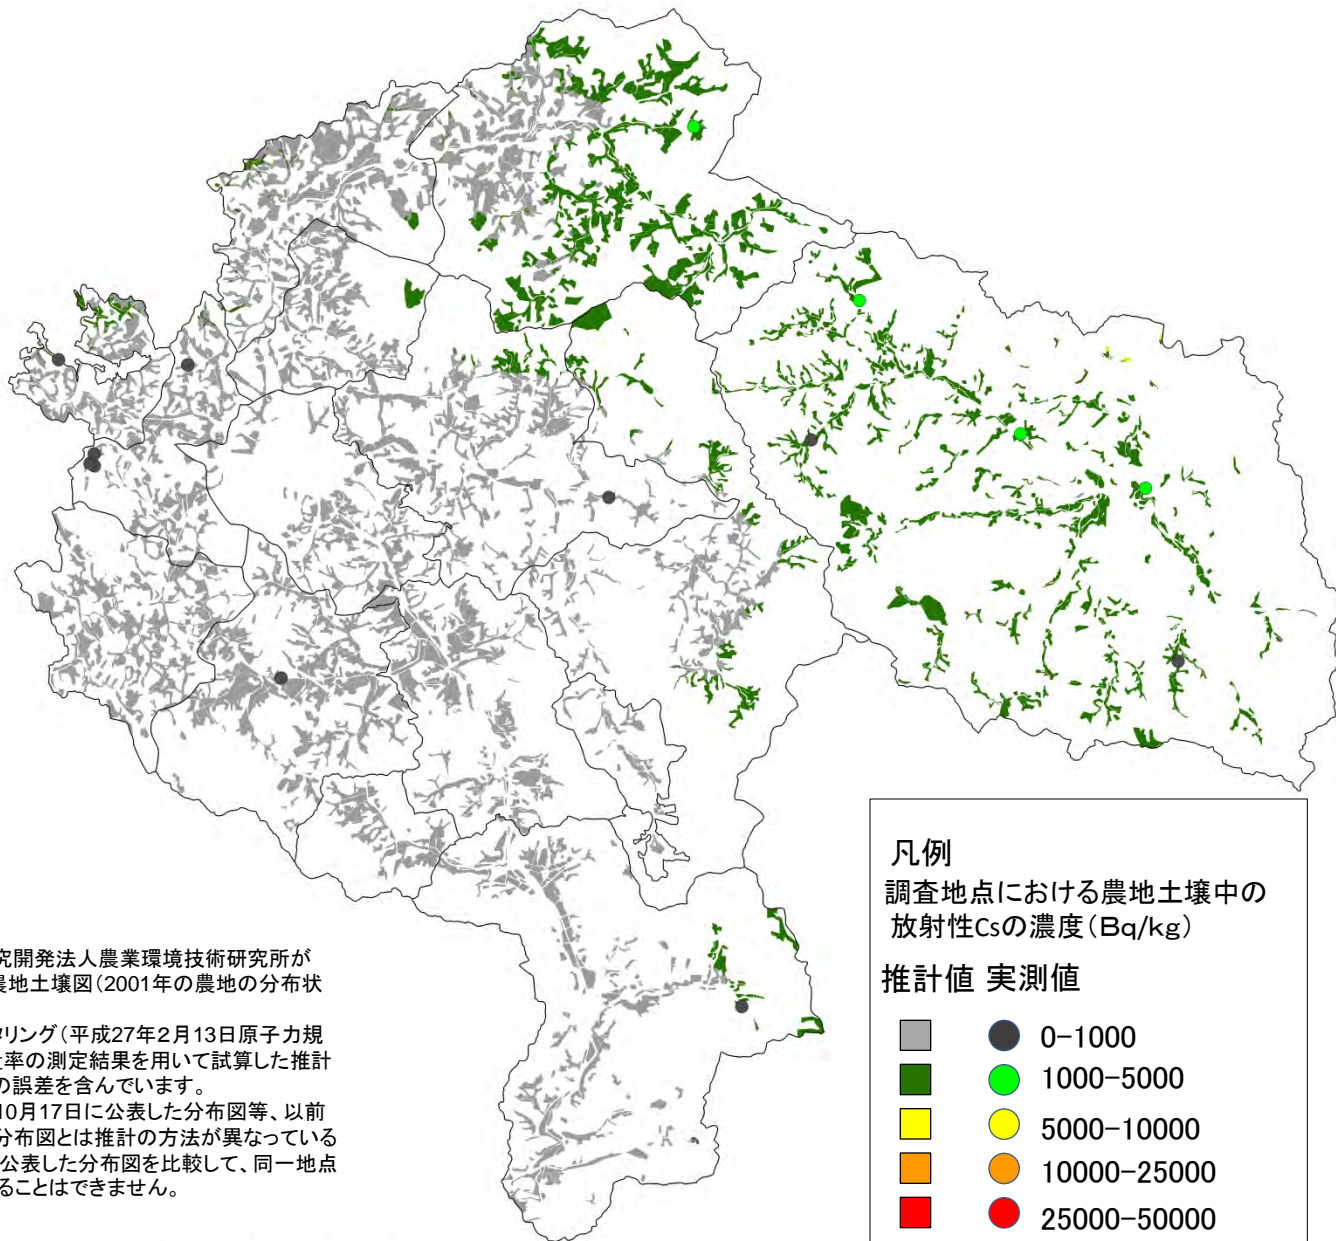 究開発法人農業環境技術研究所が
農地土壌図(2001年の農地の分布状
タリング(平成27年2月13日原子力規
量率の測定結果を用いて試算した推計
の誤差を含んでいます。
10月17日に公表した分布図等、以前
分布図とは推計の方法が異なっている
公表した分布図を比較して、同一地点
ることはできません。
凡例
調査地点における農地土壌中の
放射性Csの濃度(Bq/kg)
推計値 実測値
0-1000
1000-5000
5000-10000
10000-25000
25000-50000